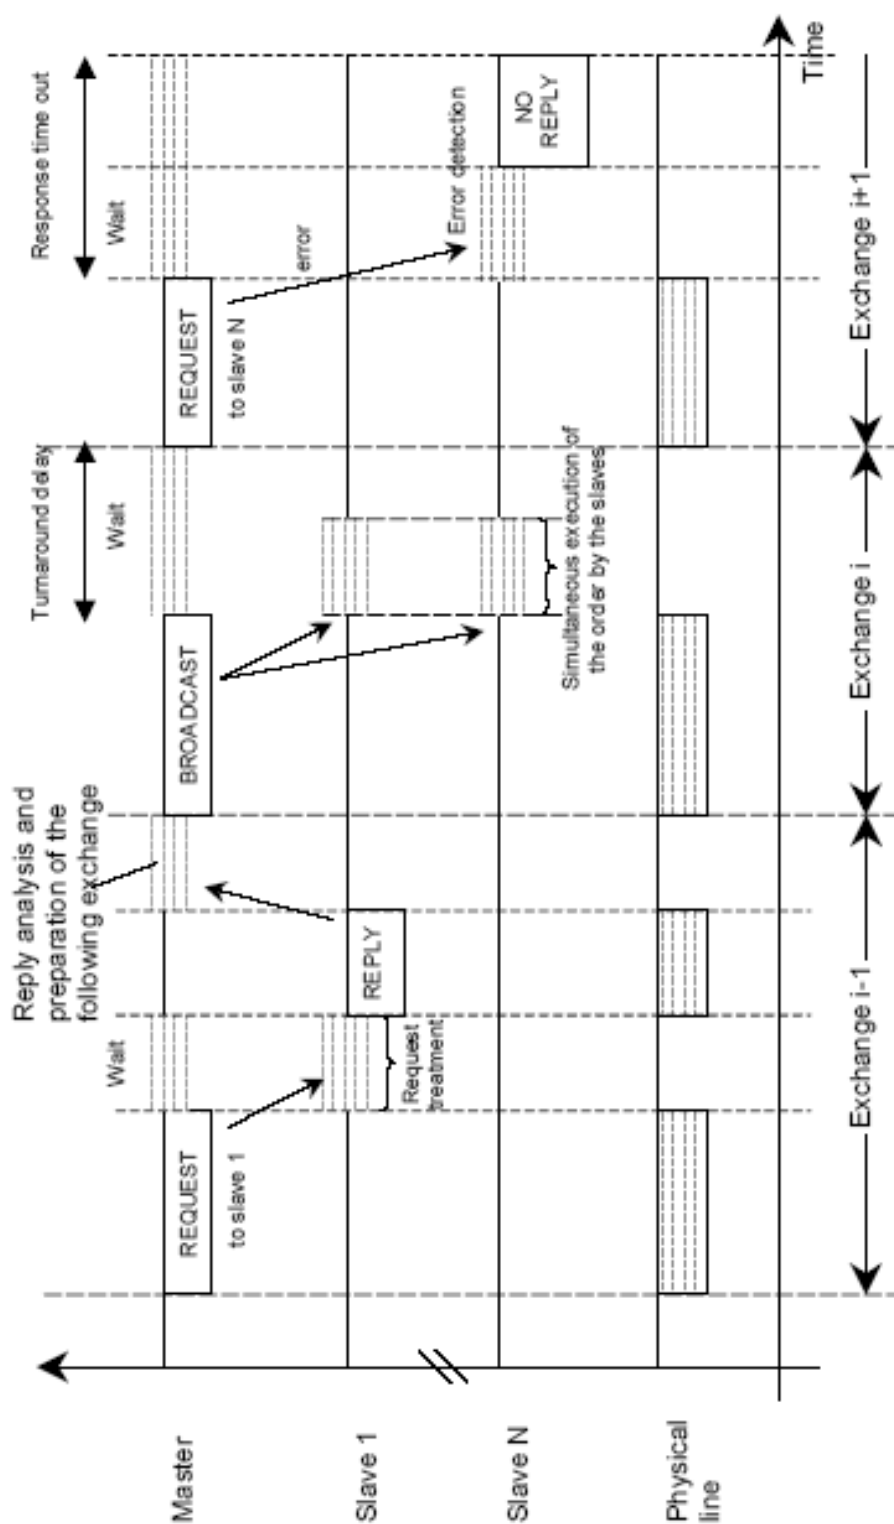 Reply analysis and
preparation of the
following exchange
Turnaround delay
Response time out
Wait
Wait
Wait
Master
REQUEST
BROADCAST
REQUEST
to slave 1
to slave N
error
Slave 1
REPLY
Request
treatment
Error detection
Slave N
NO
REPLY
Simultaneous execution of
the order by the slaves
Physical
line
Time
Exchange i-1
Exchange i
Exchange i+1